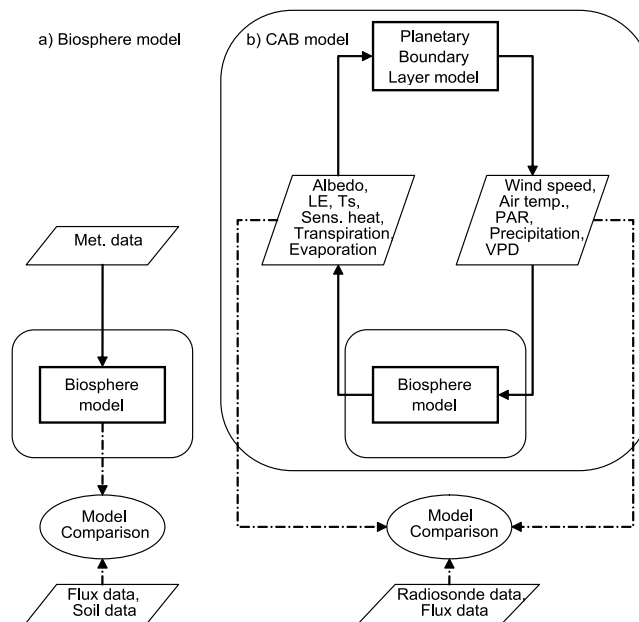 a) Biosphere model
Met. data
Biosphere
model
Model
Comparison
Flux data,
Soil data
b) CAB model
Planetary
Boundary
Layer model
Albedo,
LE, Ts,
Sens. heat,
Transpiration,
Evaporation
Wind speed,
Air temp.,
PAR,
Precipitation,
VPD
Biosphere
model
Model
Comparison
Radiosonde data,
Flux data